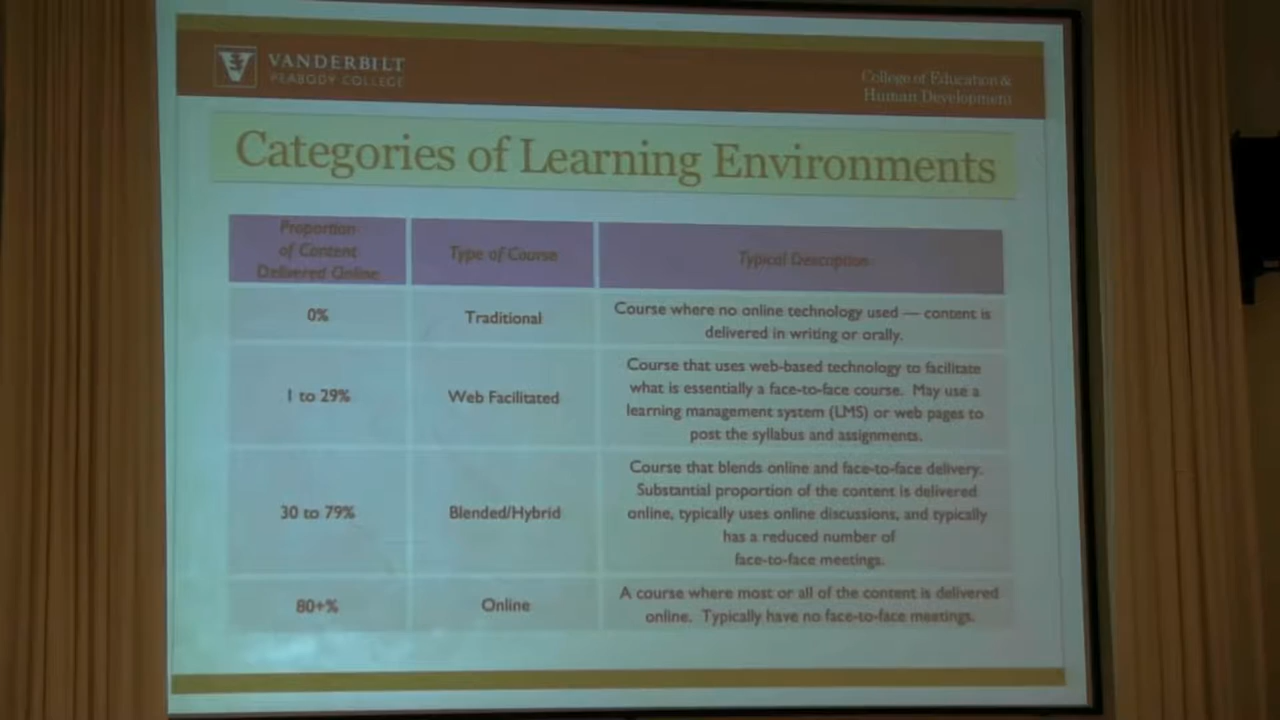 VANDERBILT
PEABODY COLLEGE
College of Education &
Human Development
Categories of Learning Environments
Proportion
of Content
Delivered Online
Type of Course
Typical Description
0%
Traditional
Course where no online technology used — content is
delivered in writing or orally.
1 to 29%
Web Facilitated
Course that uses web-based technology to facilitate
what is essentially a face-to-face course. May use a
learning management system (LMS) or web pages to
post the syllabus and assignments.
30 to 79%
Blended/Hybrid
Course that blends online and face-to-face delivery.
Substantial proportion of the content is delivered
online, typically uses online discussions, and typically
has a reduced number of
face-to-face meetings.
80+%
Online
A course where most or all of the content is delivered
online. Typically have no face-to-face meetings.